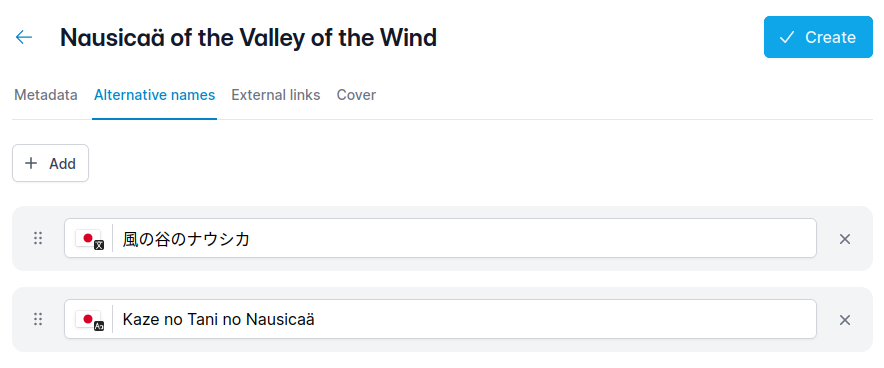 Nausicaä of the Valley of the Wind
Create
Metadata Alternative names External links Cover
Add
風の谷のナウシカ
Kaze no Tani no Nausicaä